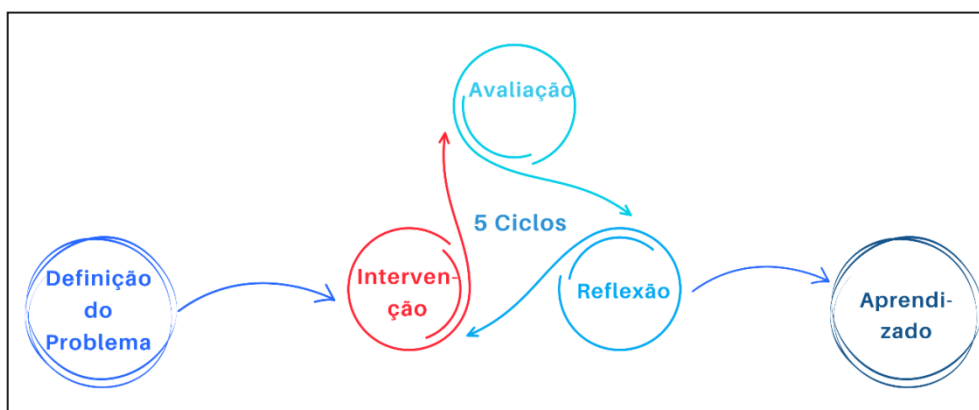 Definição
do
Problema
Interven-
ção
Avaliação
5 Ciclos
Reflexão
Aprendi-
zado